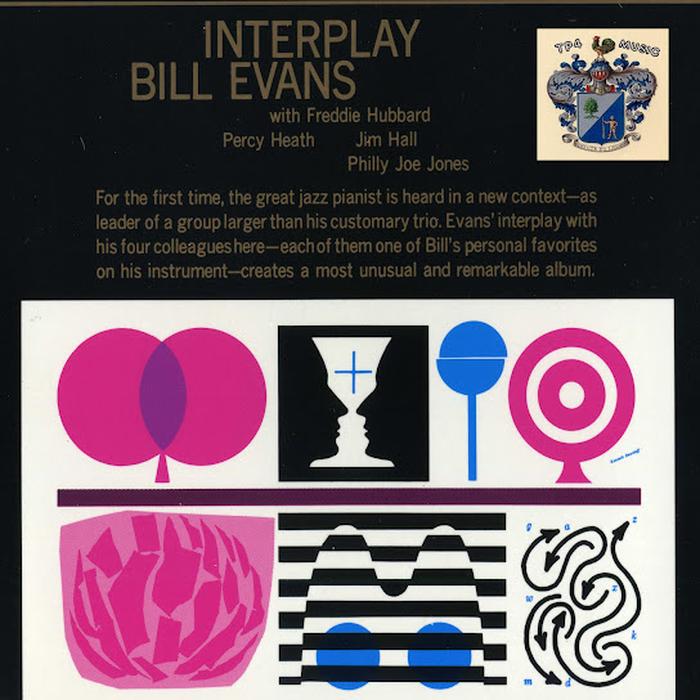 INTERPLAY
BILL EVANS
with Freddie Hubbard
Percy Heath Jim Hall
Philly Joe Jones
TP4 MUSIC
For the first time, the great jazz pianist is heard in a new context—as
leader of a group larger than his customary trio. Evans' interplay with
his four colleagues here—each of them one of Bill's personal favorites
on his instrument—creates a most unusual and remarkable album.
g a z
w x
k
m d